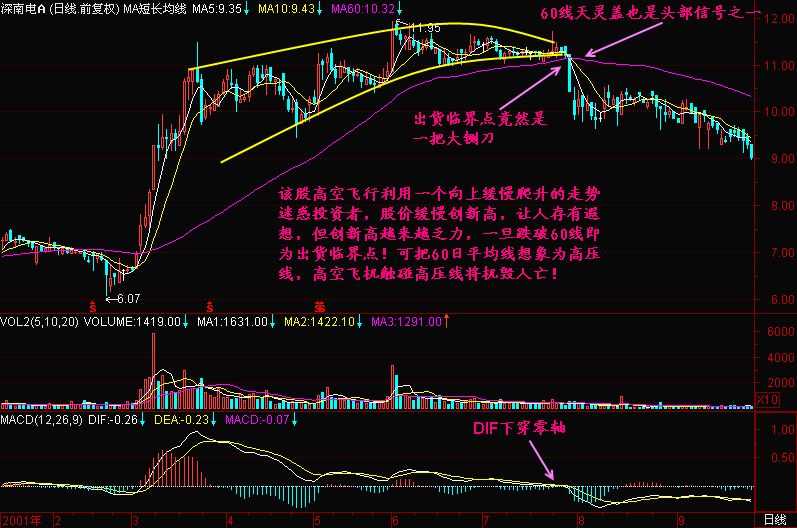 深南电A (日线.前复权) MA短长均线 MA5:9.35↓ MA10:9.43↓ MA60:10.32↓
60线天灵盖也是头部信号之一
12.00
11.95
11.00
10.00
9.00
8.00
7.00
6.00
出货临界点竟然是
一把大铡刀
该股高空飞行利用一个向上缓慢爬升的走势
迷惑投资者，股价缓慢创新高，让人存有遐
想，但创新高越来越乏力，一旦跌破60线即
为出货临界点！可把60日平均线想象为高压
线，高空飞机触碰高压线将机毁人亡！
←6.07
S S S S
VOL2(5,10,20) VOLUME:1419.00↓ MA1:1631.00↓ MA2:1422.10↓ MA3:1291.00↑
6000
4000
2000
X10
MACD(12,26,9) DIF:-0.26↓ DEA:-0.23↓ MACD:-0.07↓
DIF下穿零轴
1.00
0.50
2001年 2 3 4 5 6 7 8 9 日线